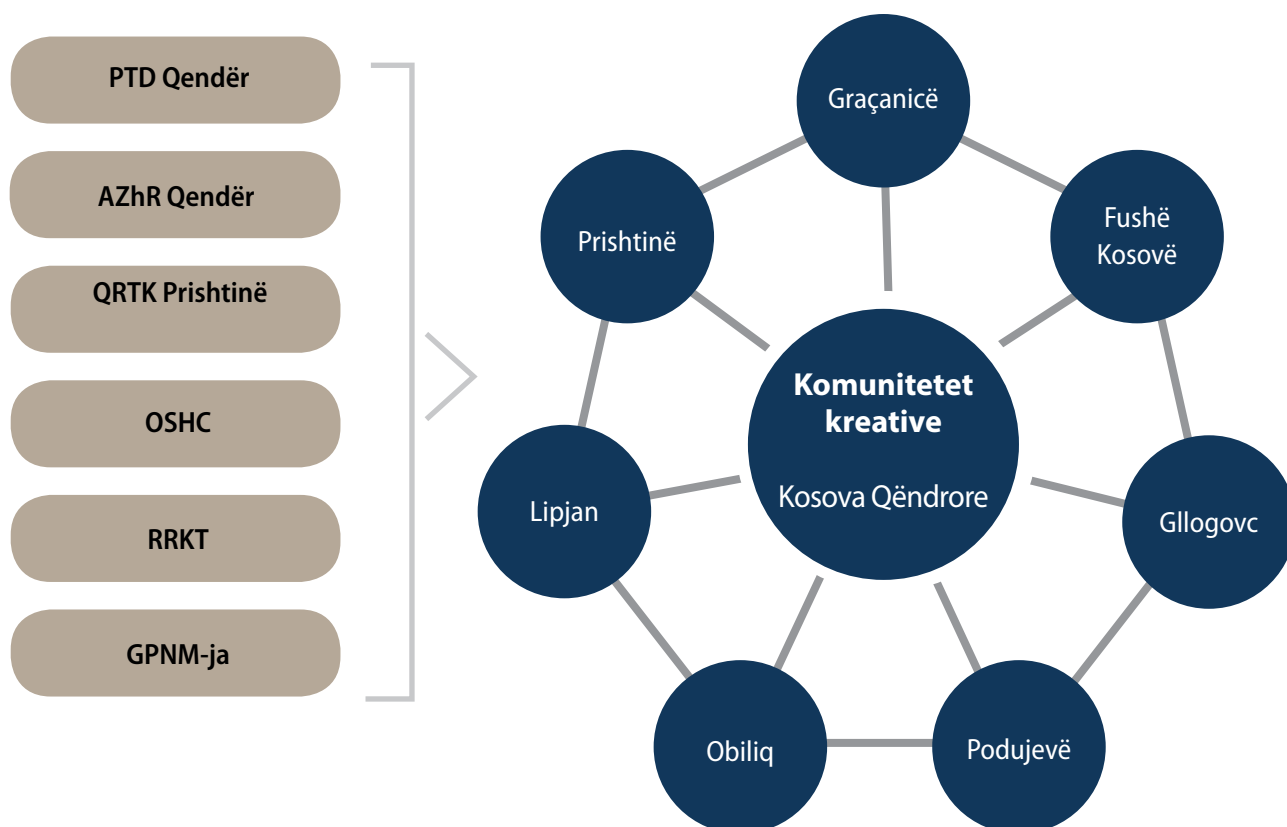 PTD Qendër
AZhR Qendër
QRTK Prishtinë
OSHC
RRKT
GPNM-ja
Graçanicë
Prishtinë
Fushë
Kosovë
Komunitetet
kreative
Kosova Qëndrore
Lipjan
Gllogovc
Obiliq
Podujevë